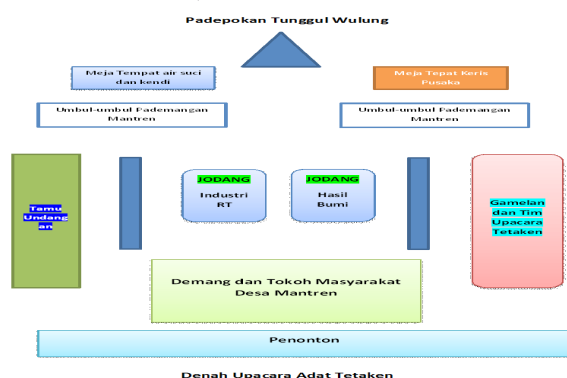 Padepokan Tunggul Wulung
Meja Tempat air suci
dan kendi
Meja Tepat Keris
Pusaka
Umbul-umbul Pademangan
Mantren
Umbul-umbul Pademangan
Mantren
Tamu
Undang
an
JODANG
Industri
RT
JODANG
Hasil
Bumi
Gamelan
dan Tim
Upacara
Tetaken
Demang dan Tokoh Masyarakat
Desa Mantren
Penonton
Denah Upacara Adat Tetaken